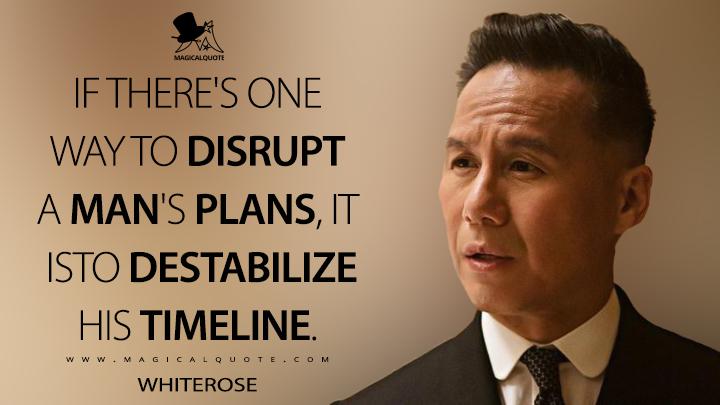 MAGICALQUOTE
IF THERE'S ONE
WAY TO DISRUPT
A MAN'S PLANS, IT
ISTO DESTABILIZE
HIS TIMELINE.
WWW.MAGICALQUOTE.COM
WHITEROSE